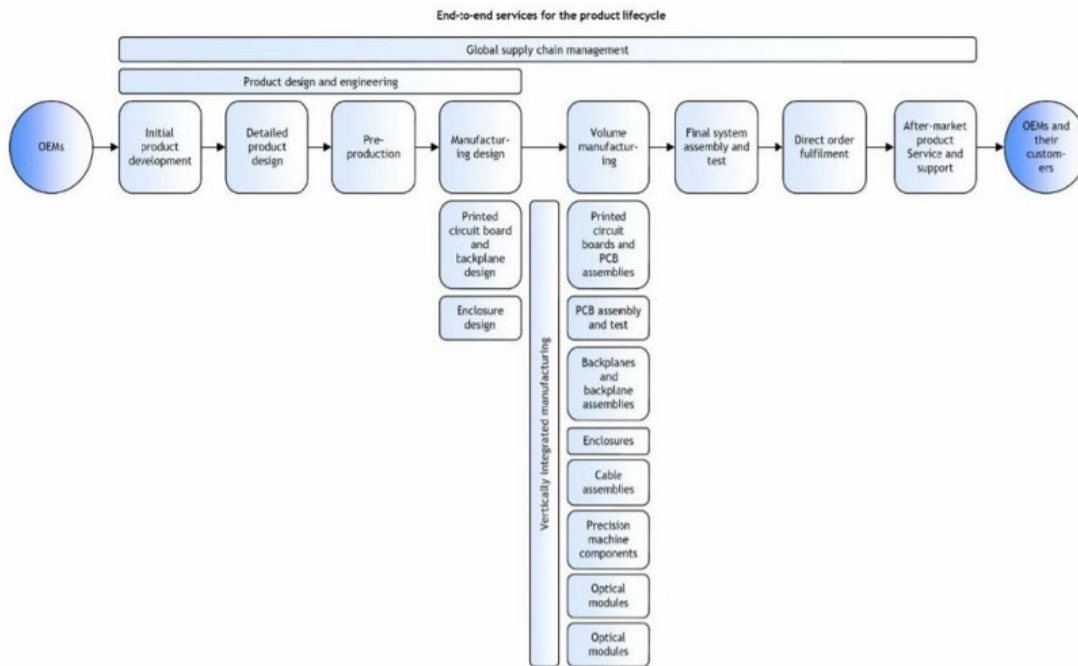 End-to-end services for the product lifecycle
Global supply chain management
Product design and engineering
OEMs
Initial
product
development
Detailed
product
design
Pre-
production
Manufactur-
ing design
Volume
manufactur-
ing
Final system
assembly and
test
Direct order
fulfilment
After-market
product
Service and
support
OEMs and
their
custom-
ers
Printed
circuit board
and
backplane
design
Enclosure
design
Vertically integrated manufacturing
Printed
circuit
boards and
PCB
assemblies
PCB assembly
and test
Backplanes
and
backplane
assemblies
Enclosures
Cable
assemblies
Precision
machine
components
Optical
modules
Optical
modules